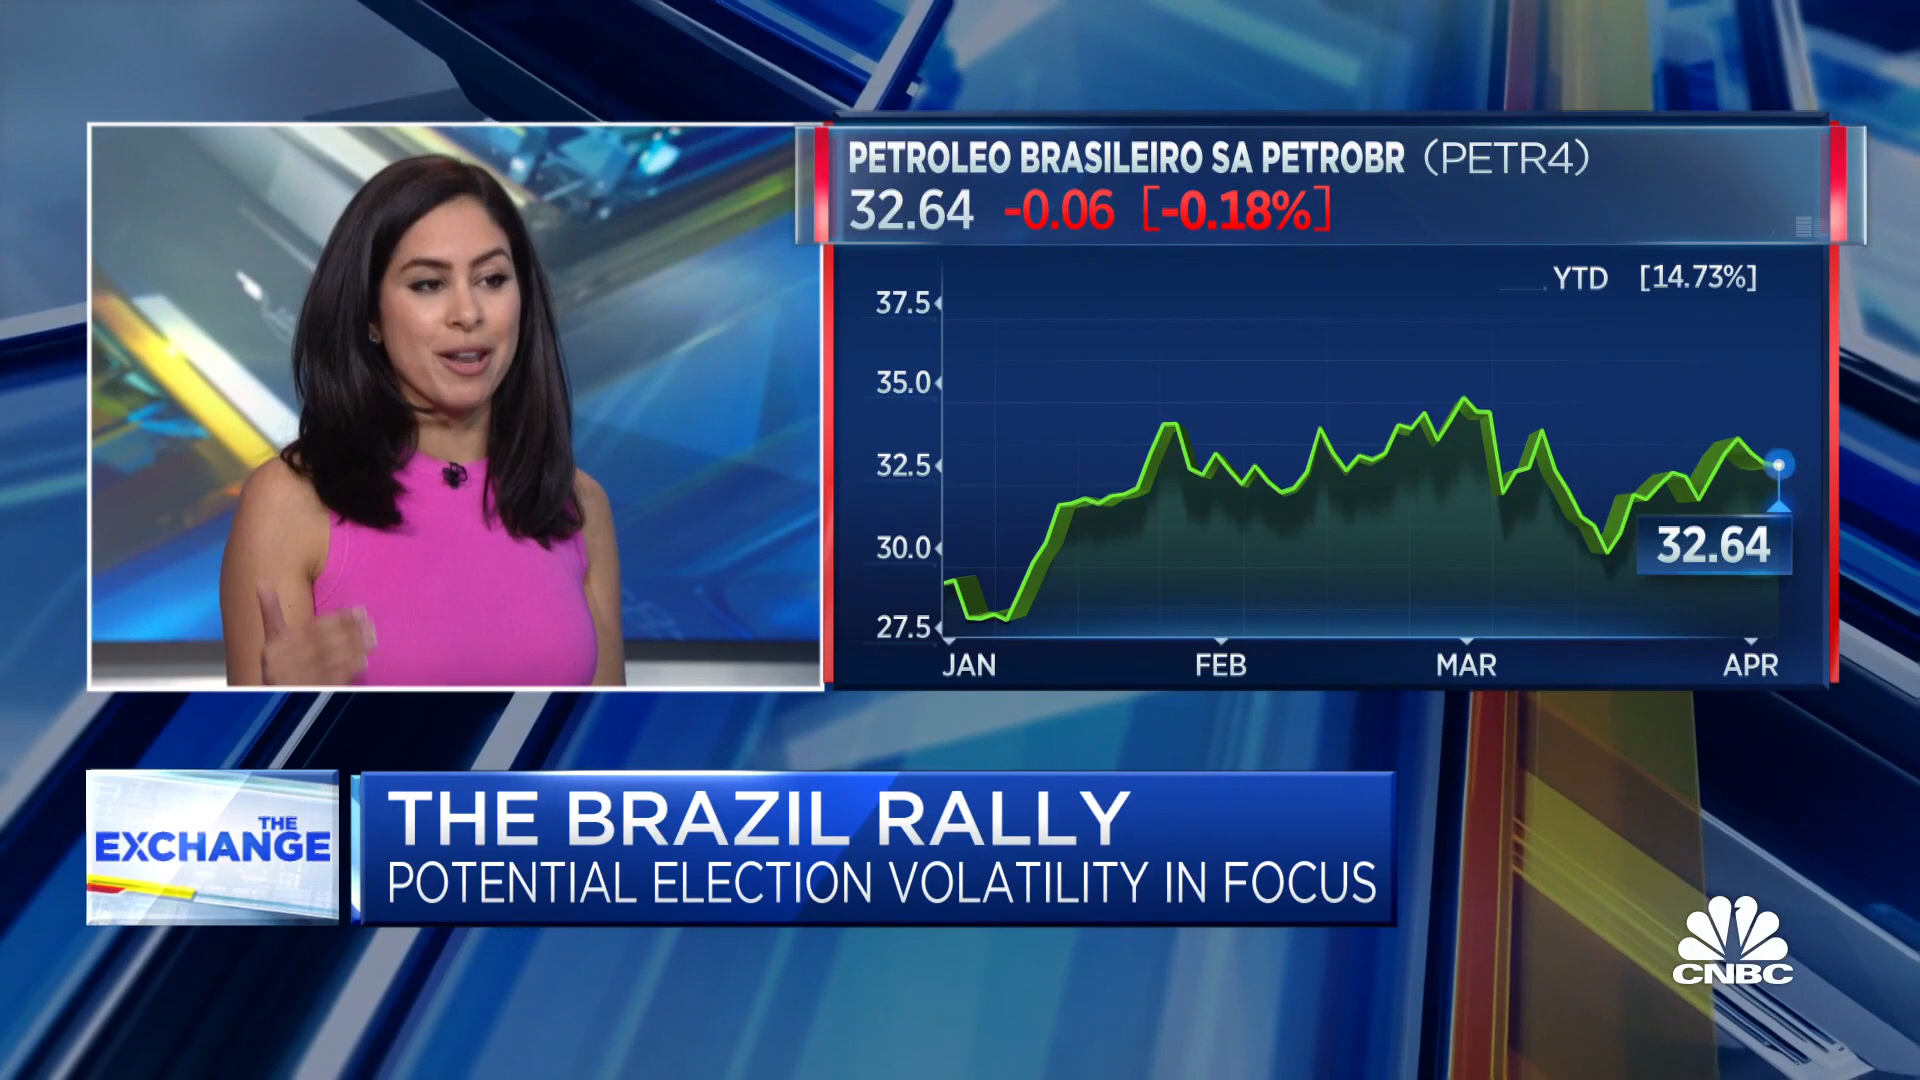 PETROLEO BRASILEIRO SA PETROBR (PETR4)
32.64 -0.06 [-0.18%]
YTD [14.73%]
37.5
35.0
32.5
30.0
27.5
32.64
JAN FEB MAR APR
THE
EXCHANGE
THE BRAZIL RALLY
POTENTIAL ELECTION VOLATILITY IN FOCUS
CNBC